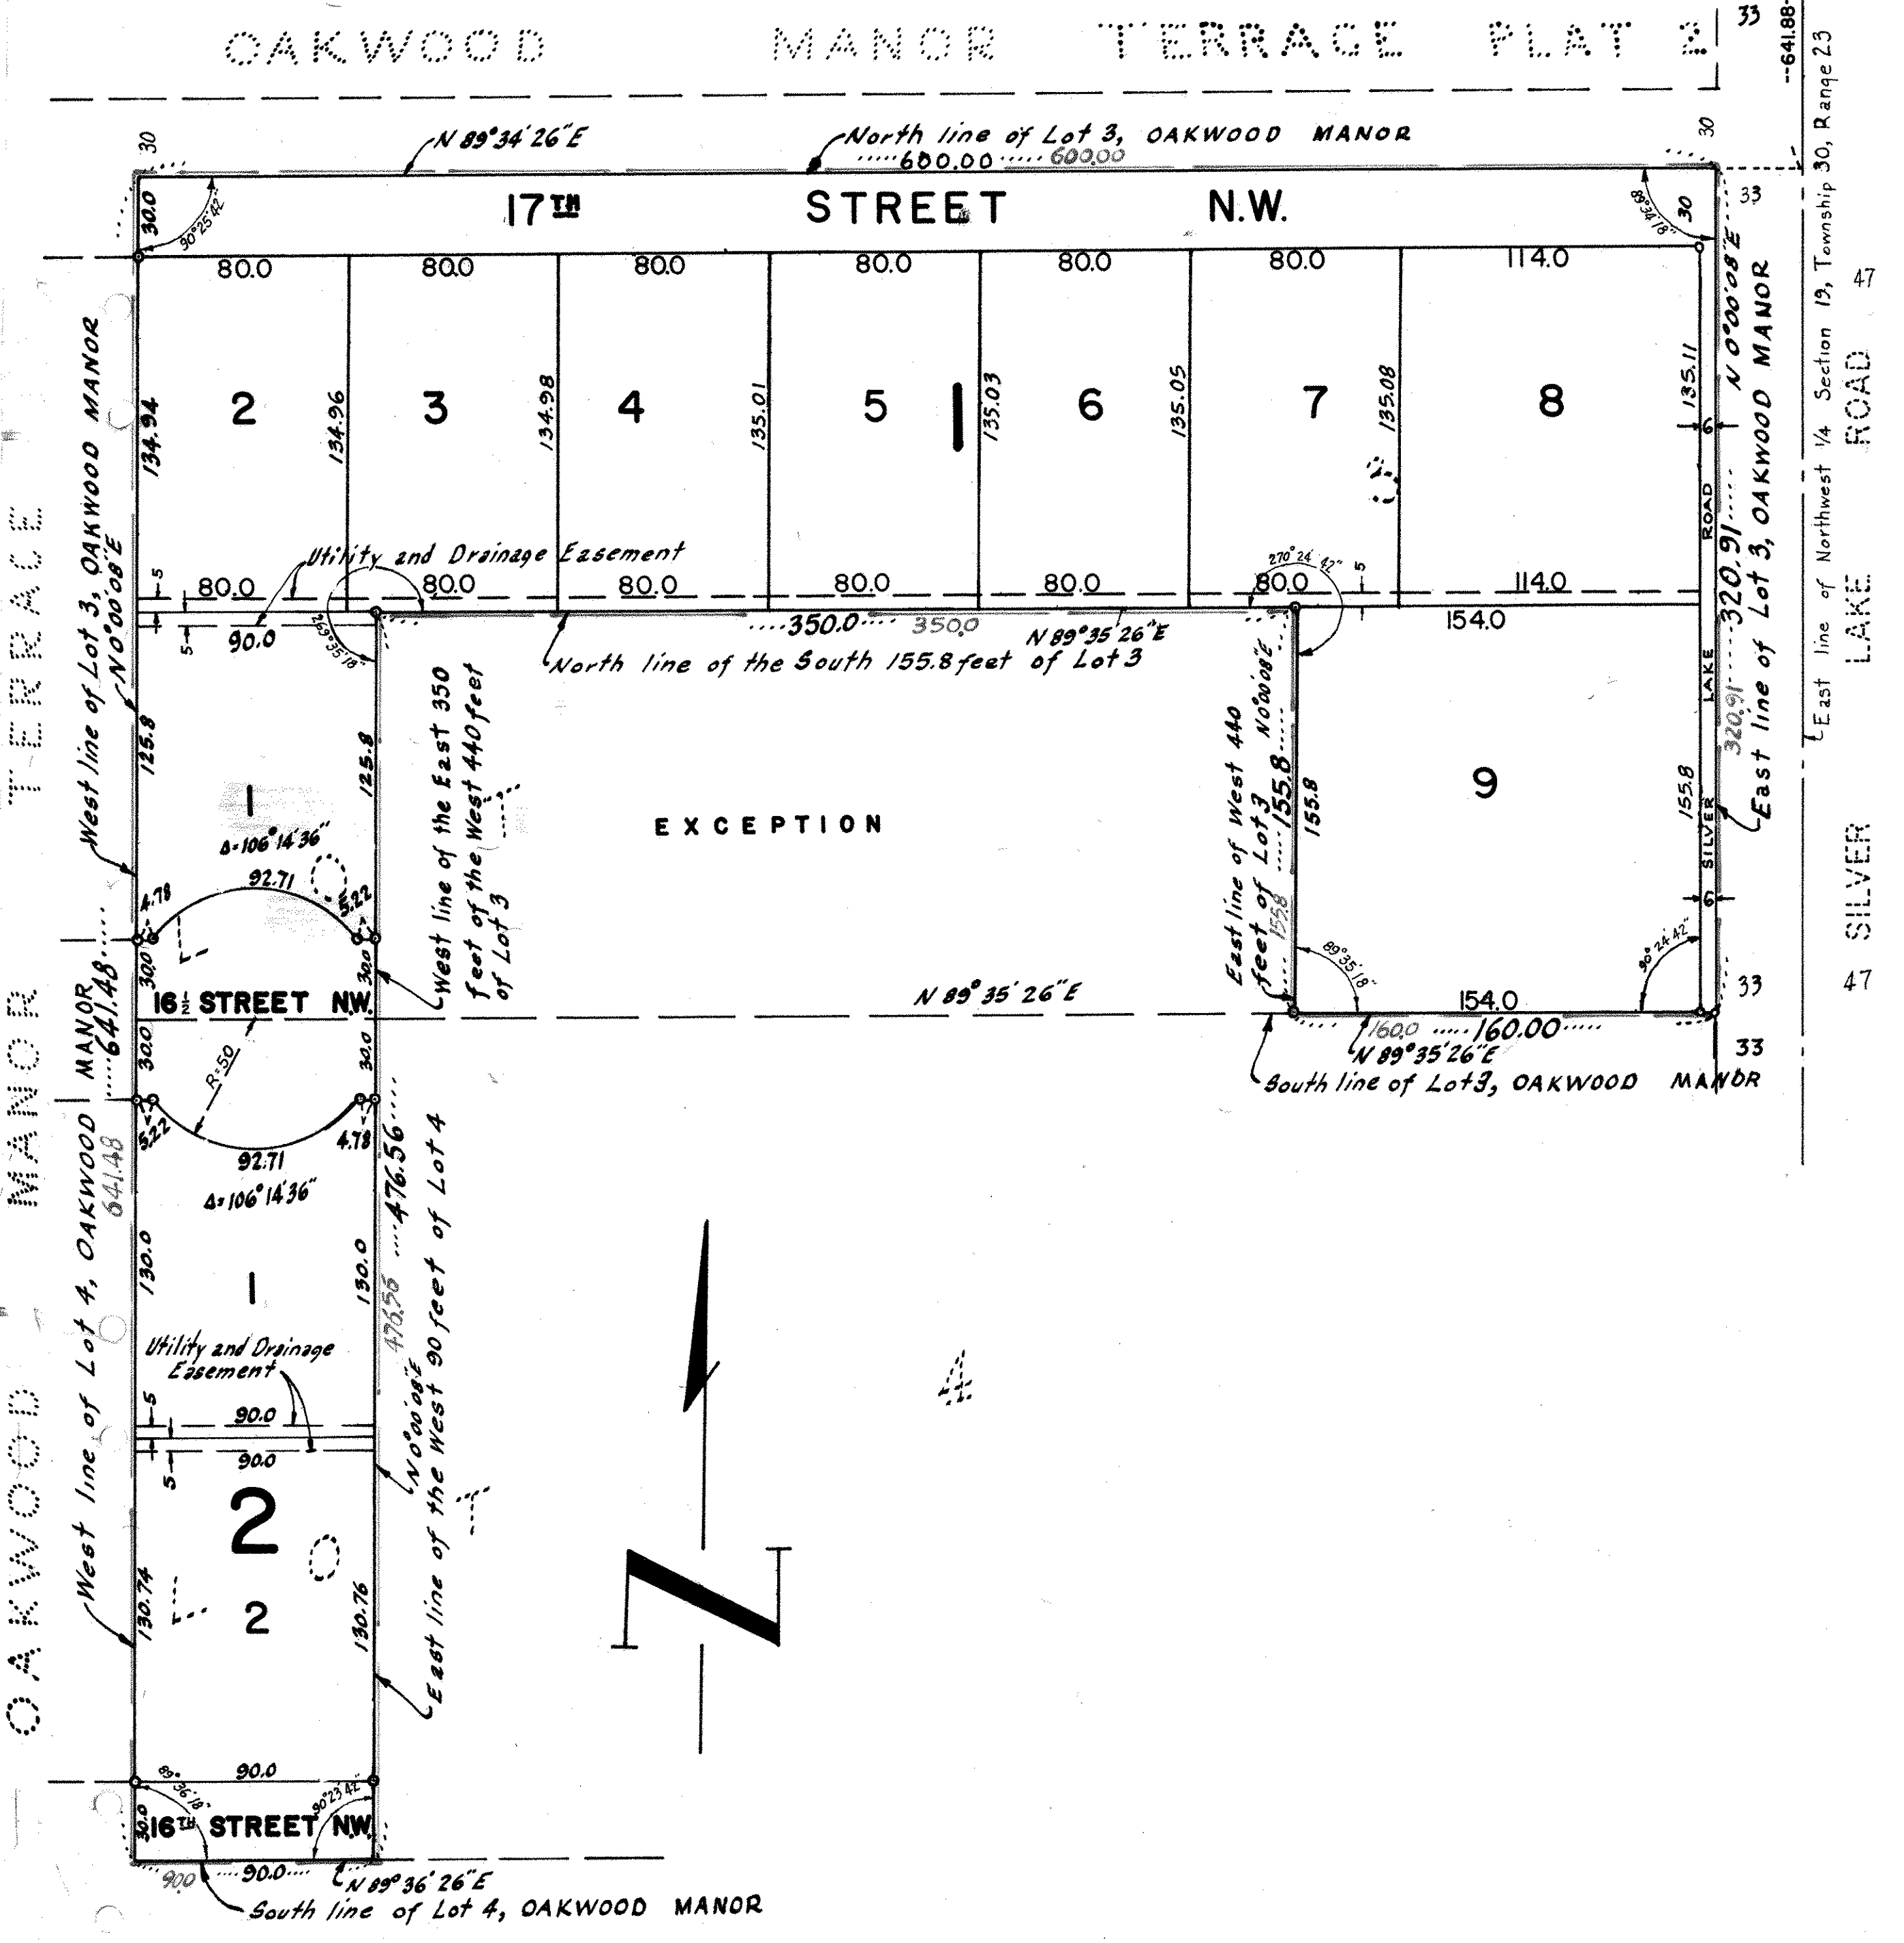 OAKWOOD MANOR TERRACE PLAT 2
33
--641.88-
30
N 89°34'26"E
North line of Lot 3, OAKWOOD MANOR
.....600.00..... 600.00
30
30.0
90°25'42"
17TH STREET N.W.
89°34'18"
30
33
80.0
80.0
80.0
80.0
80.0
80.0
114.0
N 0°00'08"E
East line of Northwest 1/4 Section 19, Township 30, Range 23
47
134.94
2
134.96
3
134.98
4
135.01
5
1
135.03
6
135.05
7
135.08
8
135.11
6
West line of Lot 3, OAKWOOD MANOR
N 0°00'08"E
Utility and Drainage Easement
5
80.0
80.0
80.0
80.0
80.0
80.0
114.0
5
270°24'42"
5
90.0
269°35'18"
....350.0.... 350.0
N 89°35'26"E
154.0
North line of the South 155.8 feet of Lot 3
SILVER LAKE ROAD
.....320.91.....
320.91
East line of Lot 3, OAKWOOD MANOR
SILVER LAKE ROAD
125.8
125.8
1
Δ=106°14'36"
92.71
4.78
5.22
West line of the East 350
feet of the West 440 feet
of Lot 3
EXCEPTION
East line of West 440
feet of Lot 3
N 0°00'08"E
.....155.8.....
155.8
155.8
9
155.8
6
89°35'18"
90°24'42"
33
47
30.0
30.0
16½ STREET N.W.
N 89°35'26"E
154.0
160.0 .....160.00.....
N 89°35'26"E
33
South line of Lot 3, OAKWOOD MANOR
30.0
R=50
30.0
5.22
4.78
92.71
Δ=106°14'36"
.....641.48.....
641.48
West line of Lot 4, OAKWOOD MANOR
....476.56....
476.56
N 0°00'08"E
East line of the West 90 feet of Lot 4
130.0
130.0
1
Utility and Drainage
Easement
5
90.0
90.0
5
2
LOT
4
N
130.74
2
130.76
90.0
89°36'18"
90°23'42"
30.0
16TH STREET N.W.
90.0 ....90.0....
N 89°36'26"E
South line of Lot 4, OAKWOOD MANOR
OAKWOOD MANOR TERRACE
LOT
3